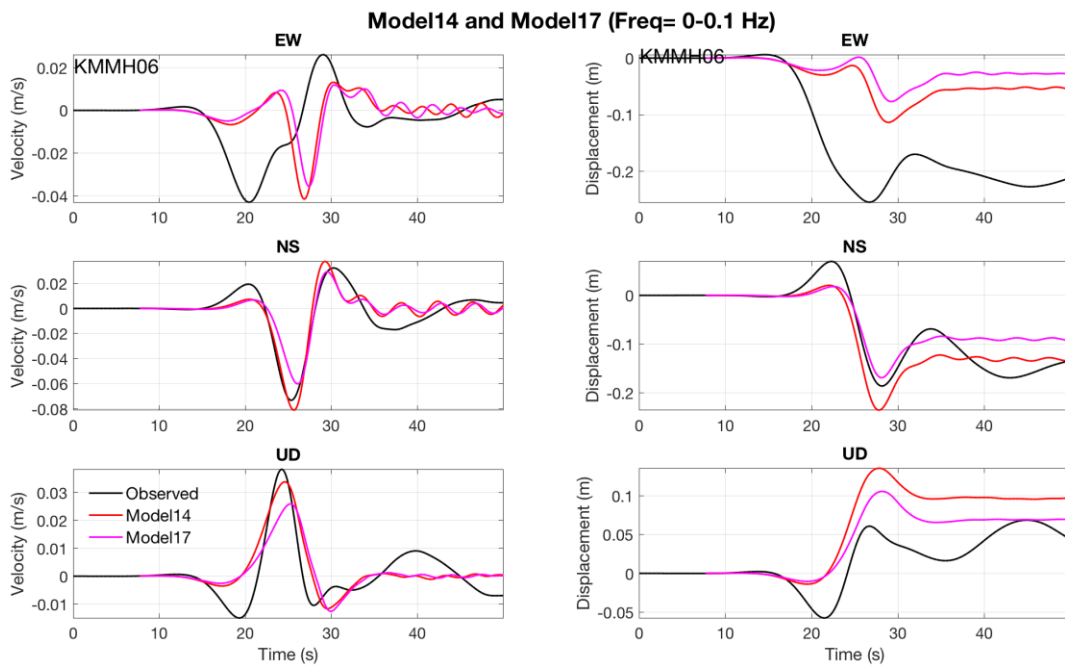 Model14 and Model17 (Freq= 0-0.1 Hz)
EW
KMMH06
Velocity (m/s)
0.02
0
-0.02
-0.04
0
10
20
30
40
EW
KMMH06
Displacement (m)
0
-0.1
-0.2
0
10
20
30
40
NS
Velocity (m/s)
0.02
0
-0.02
-0.04
-0.06
-0.08
0
10
20
30
40
NS
Displacement (m)
0
-0.1
-0.2
0
10
20
30
40
UD
Velocity (m/s)
0.03
0.02
0.01
0
-0.01
Observed
Model14
Model17
0
10
20
30
40
Time (s)
UD
Displacement (m)
0.1
0.05
0
-0.05
0
10
20
30
40
Time (s)